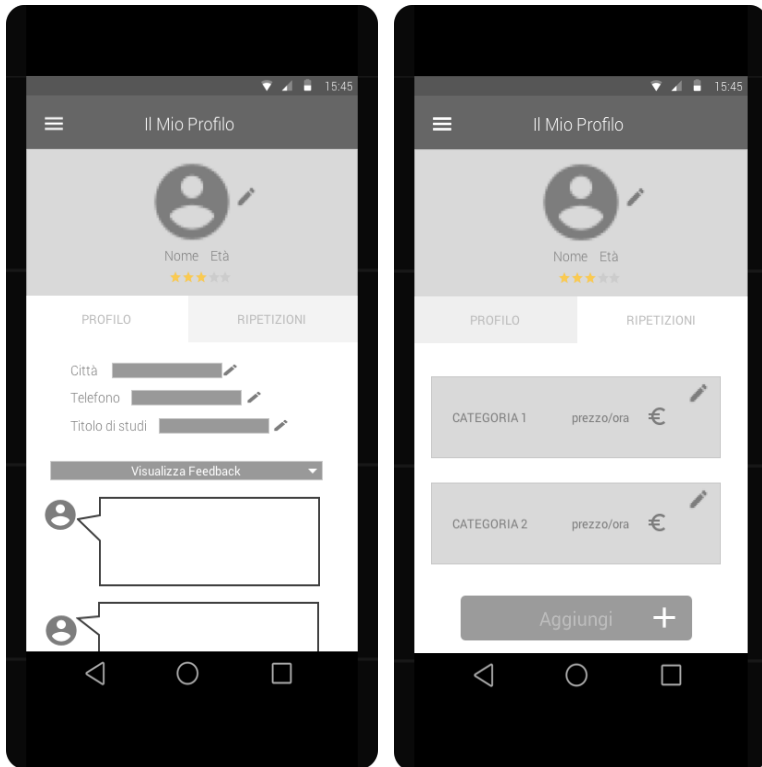 15:45
Il Mio Profilo
Nome Età
PROFILO RIPETIZIONI
Città
Telefono
Titolo di studi
Visualizza Feedback
15:45
Il Mio Profilo
Nome Età
PROFILO RIPETIZIONI
CATEGORIA 1 prezzo/ora €
CATEGORIA 2 prezzo/ora €
Aggiungi +